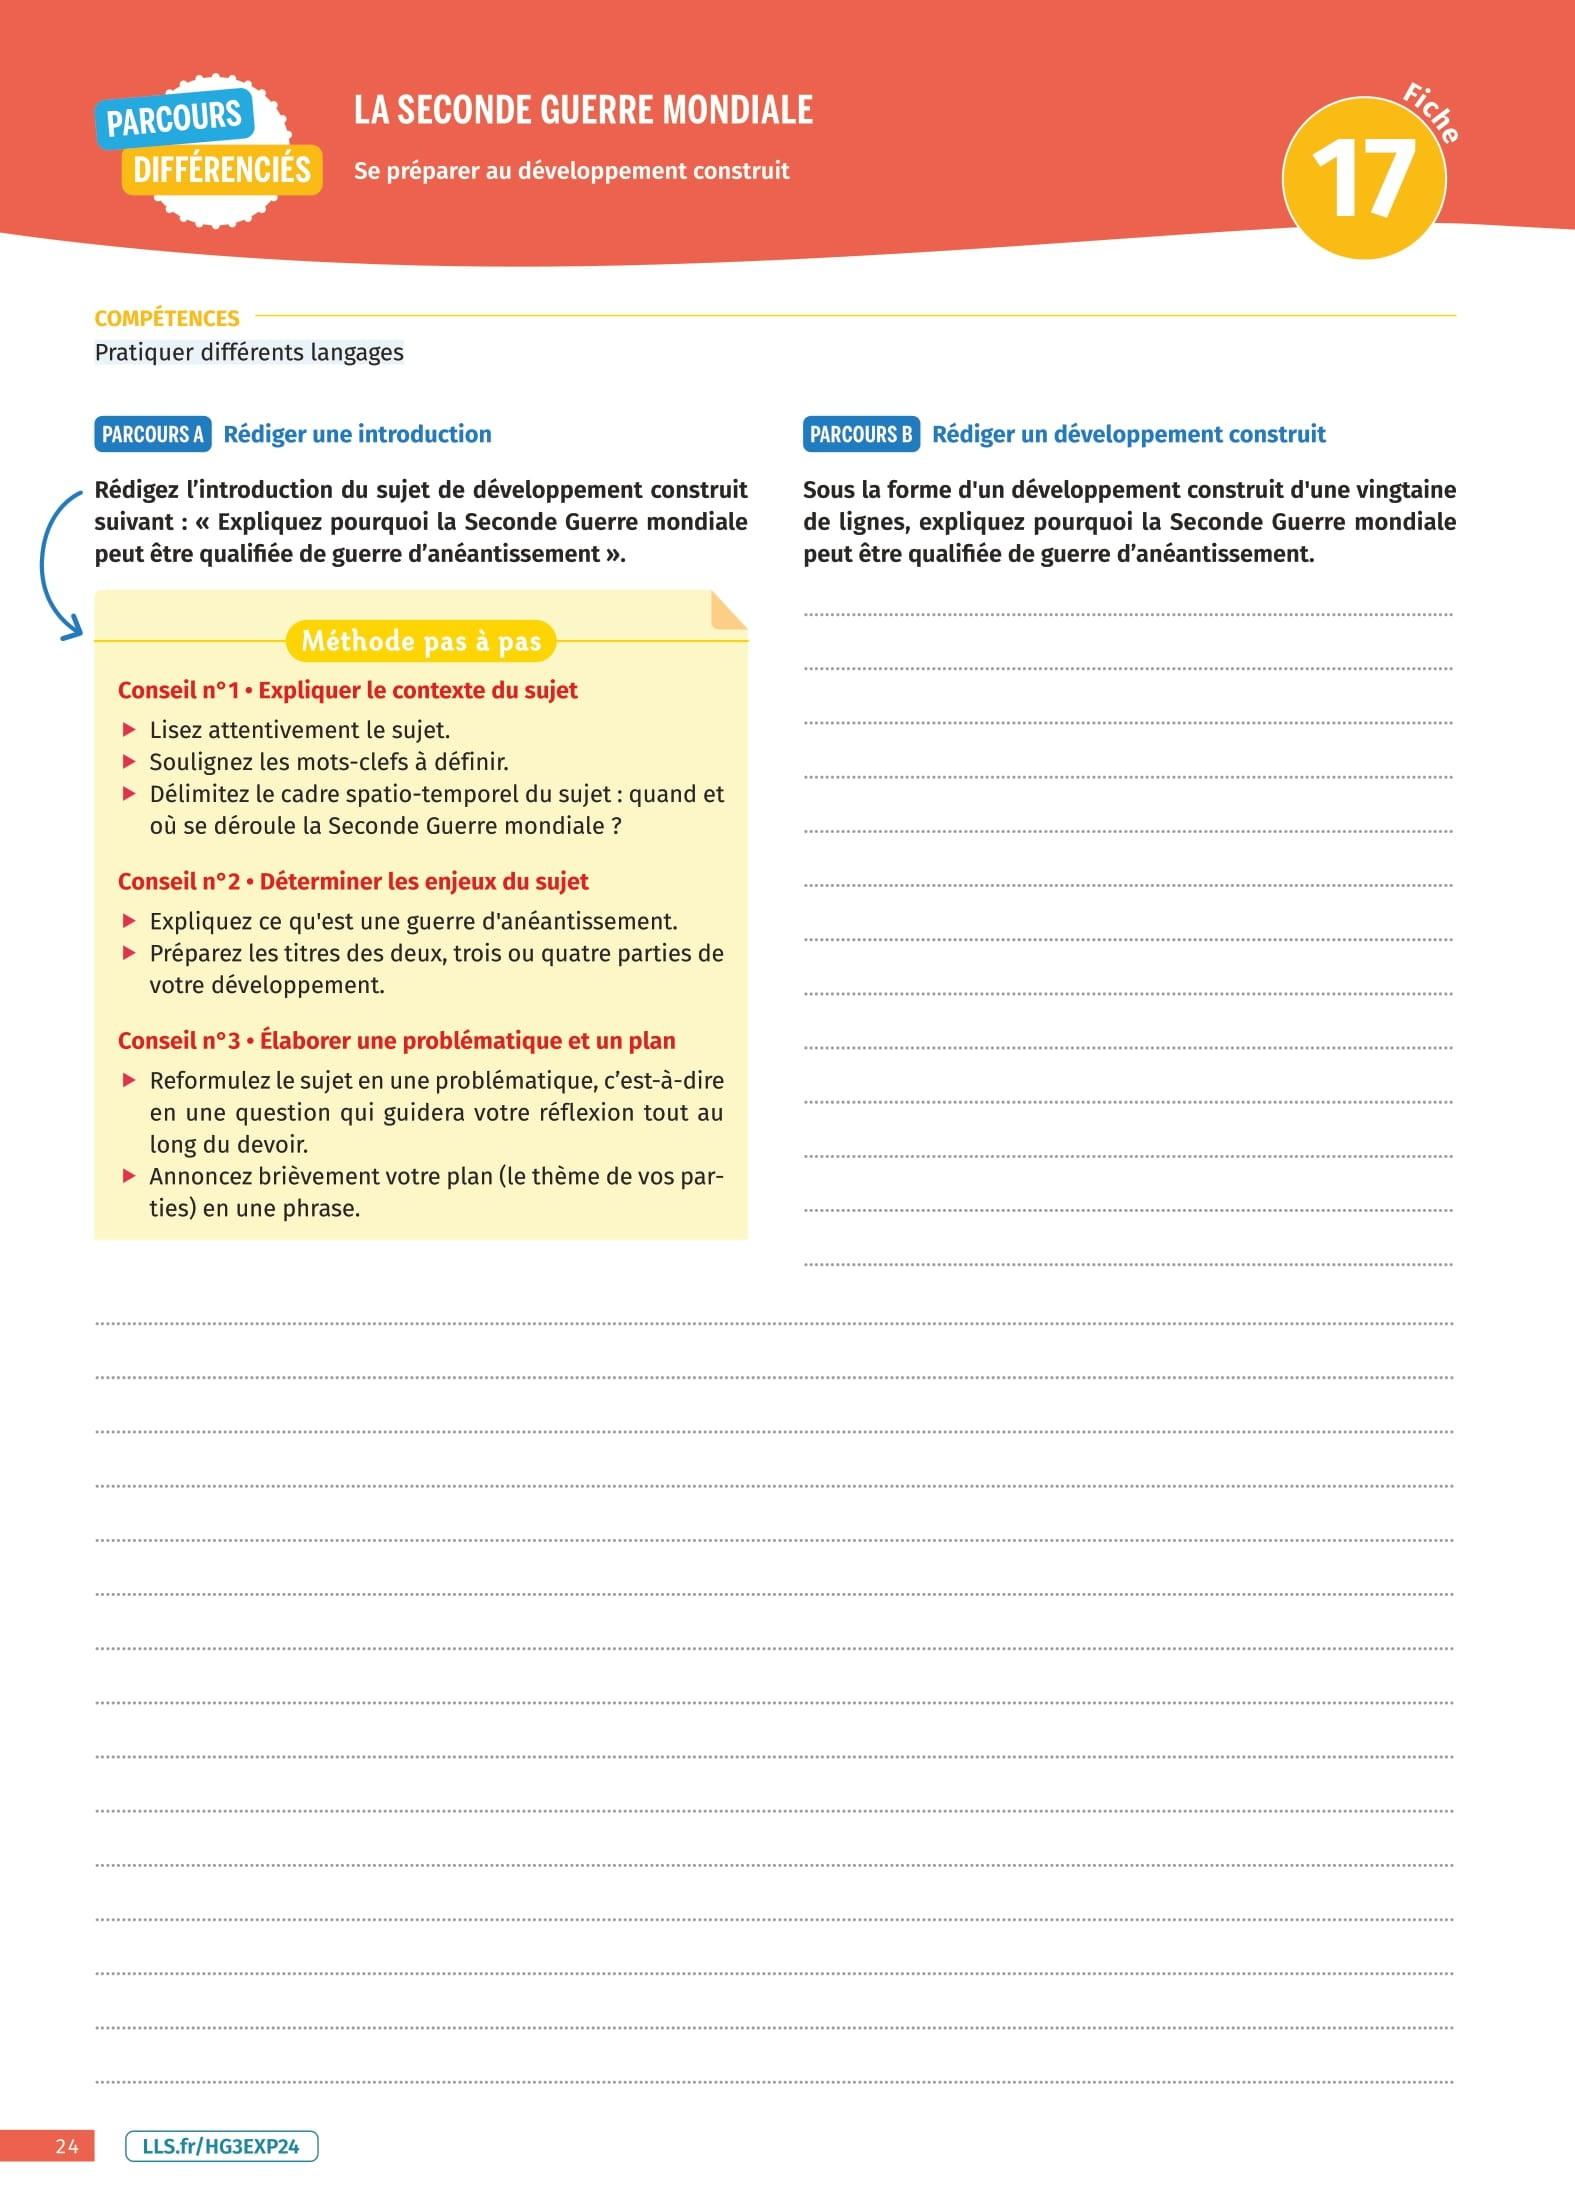 PARCOURS
DIFFÉRENCIÉS
LA SECONDE GUERRE MONDIALE
Se préparer au développement construit
Fiche
17
COMPÉTENCES
Pratiquer différents langages
PARCOURS A Rédiger une introduction
Rédigez l’introduction du sujet de développement construit
suivant : « Expliquez pourquoi la Seconde Guerre mondiale
peut être qualifiée de guerre d’anéantissement ».
Méthode pas à pas
Conseil n°1 • Expliquer le contexte du sujet
▶ Lisez attentivement le sujet.
▶ Soulignez les mots-clefs à définir.
▶ Délimitez le cadre spatio-temporel du sujet : quand et
où se déroule la Seconde Guerre mondiale ?
Conseil n°2 • Déterminer les enjeux du sujet
▶ Expliquez ce qu'est une guerre d'anéantissement.
▶ Préparez les titres des deux, trois ou quatre parties de
votre développement.
Conseil n°3 • Élaborer une problématique et un plan
▶ Reformulez le sujet en une problématique, c’est-à-dire
en une question qui guidera votre réflexion tout au
long du devoir.
▶ Annoncez brièvement votre plan (le thème de vos par-
ties) en une phrase.
PARCOURS B Rédiger un développement construit
Sous la forme d'un développement construit d'une vingtaine
de lignes, expliquez pourquoi la Seconde Guerre mondiale
peut être qualifiée de guerre d’anéantissement.
24
LLS.fr/HG3EXP24